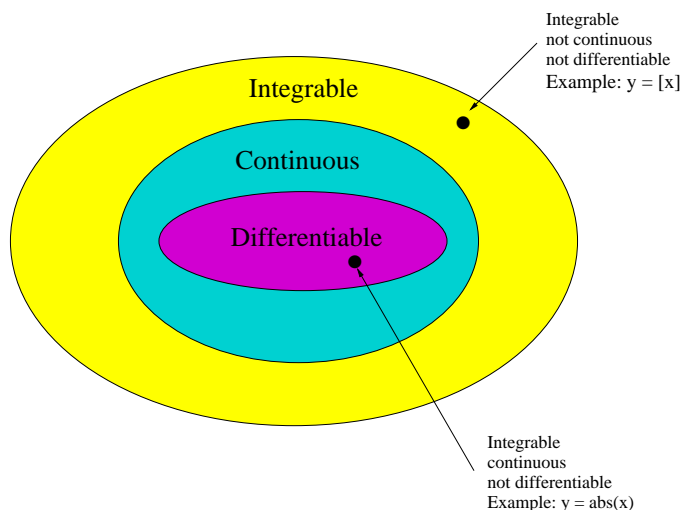 Integrable
not continuous
not differentiable
Example: y = [x]
Integrable
Continuous
Differentiable
Integrable
continuous
not differentiable
Example: y = abs(x)